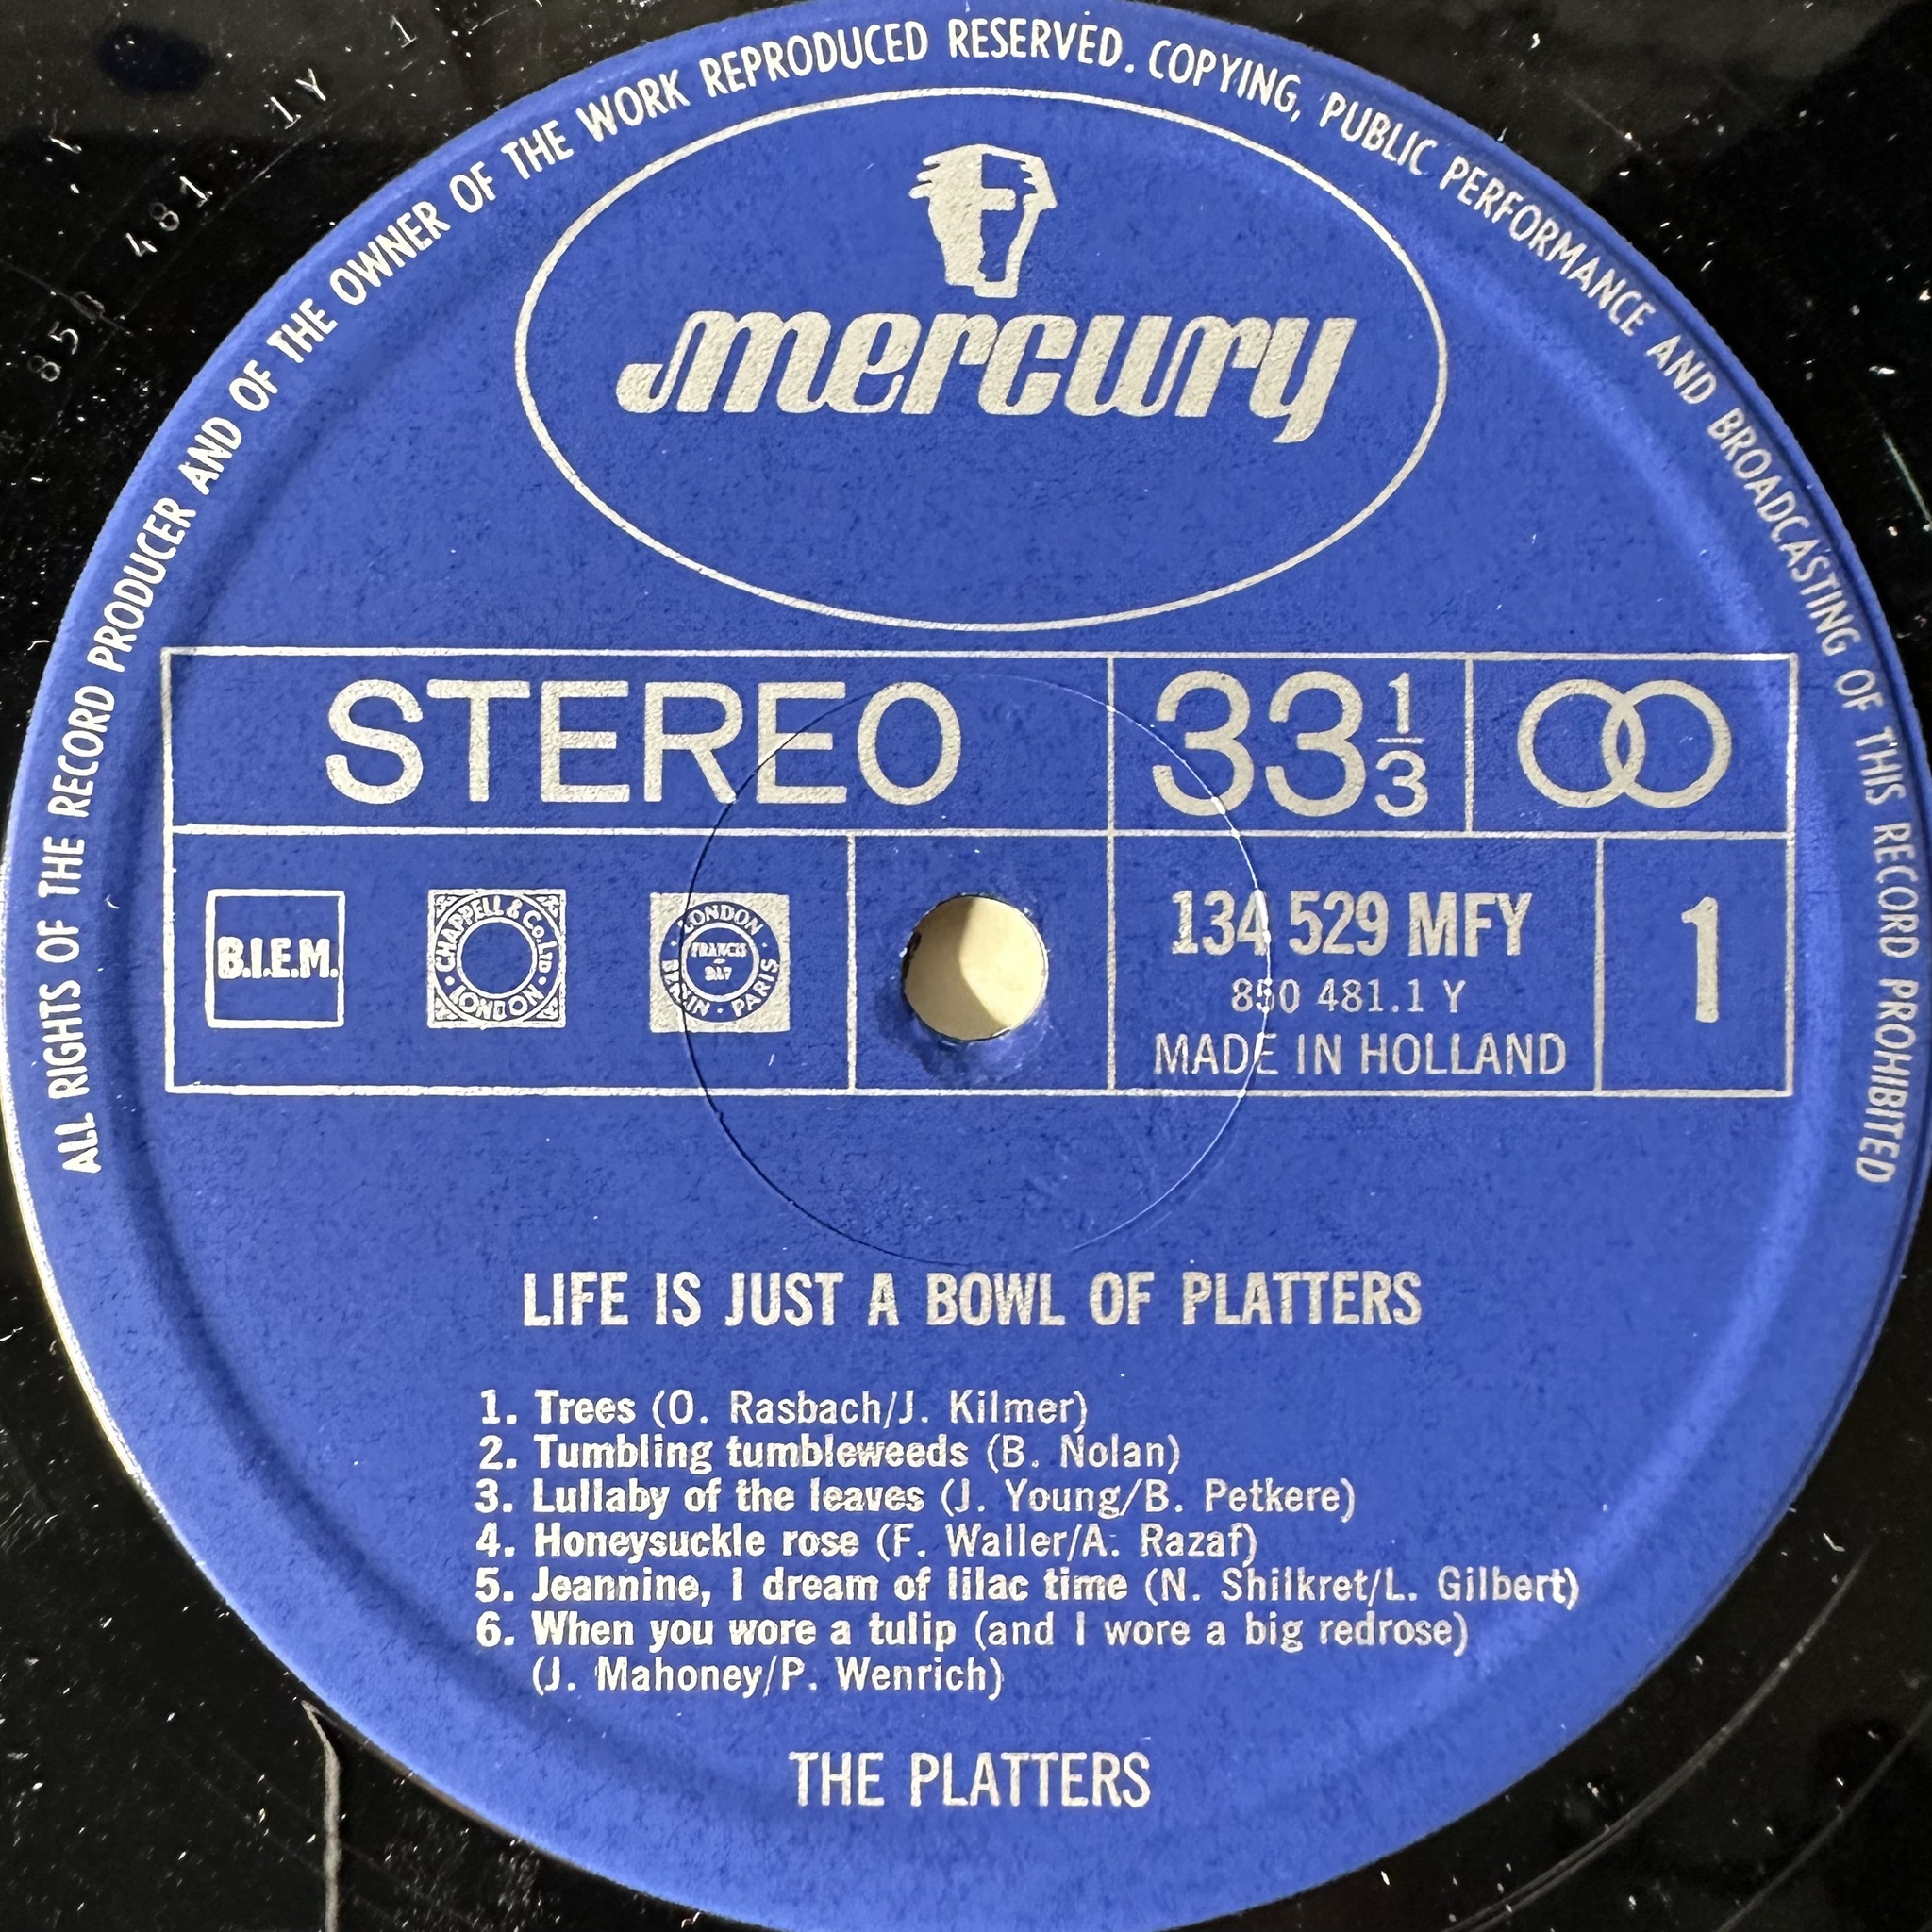 ALL RIGHTS OF THE RECORD PRODUCER AND OF THE OWNER OF THE WORK REPRODUCED RESERVED. COPYING, PUBLIC PERFORMANCE AND BROADCASTING OF THIS RECORD PROHIBITED
850 481 1 Y 1
mercury
STEREO 33 1/3
B.I.E.M.
CHAPPELL & Co. LTD · LONDON ·
LONDON · FRANCIS - DAY · BERLIN · PARIS
134 529 MFY
850 481.1 Y
MADE IN HOLLAND
1
LIFE IS JUST A BOWL OF PLATTERS
1. Trees (O. Rasbach/J. Kilmer)
2. Tumbling tumbleweeds (B. Nolan)
3. Lullaby of the leaves (J. Young/B. Petkere)
4. Honeysuckle rose (F. Waller/A. Razaf)
5. Jeannine, I dream of lilac time (N. Shilkret/L. Gilbert)
6. When you wore a tulip (and I wore a big redrose)
(J. Mahoney/P. Wenrich)
THE PLATTERS